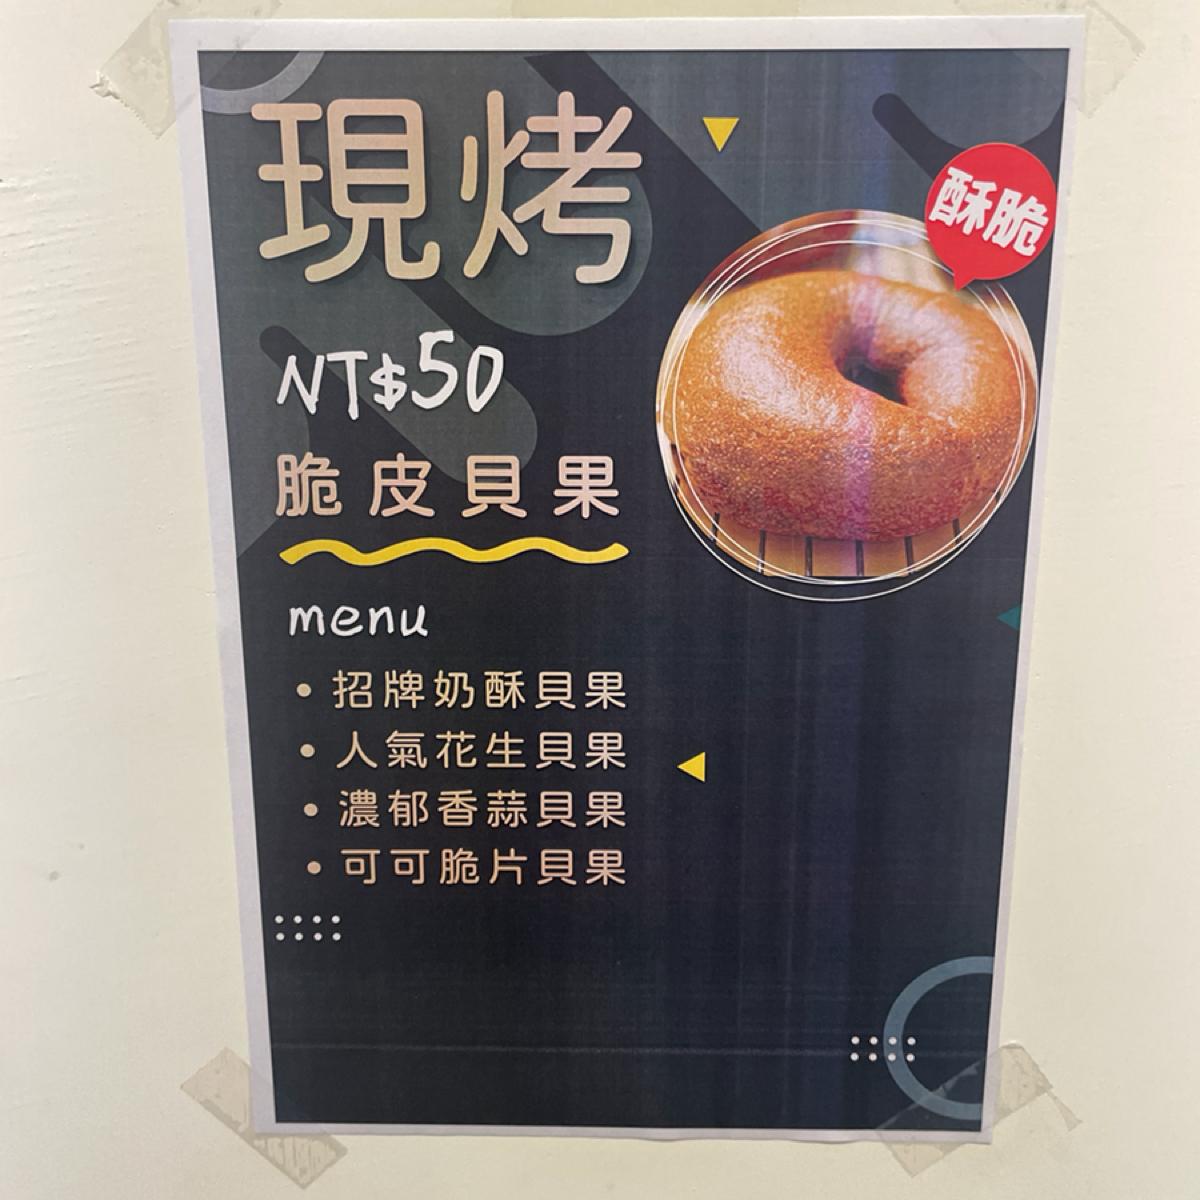 現烤
酥脆
NT$50
脆皮貝果
menu
• 招牌奶酥貝果
• 人氣花生貝果
• 濃郁香蒜貝果
• 可可脆片貝果